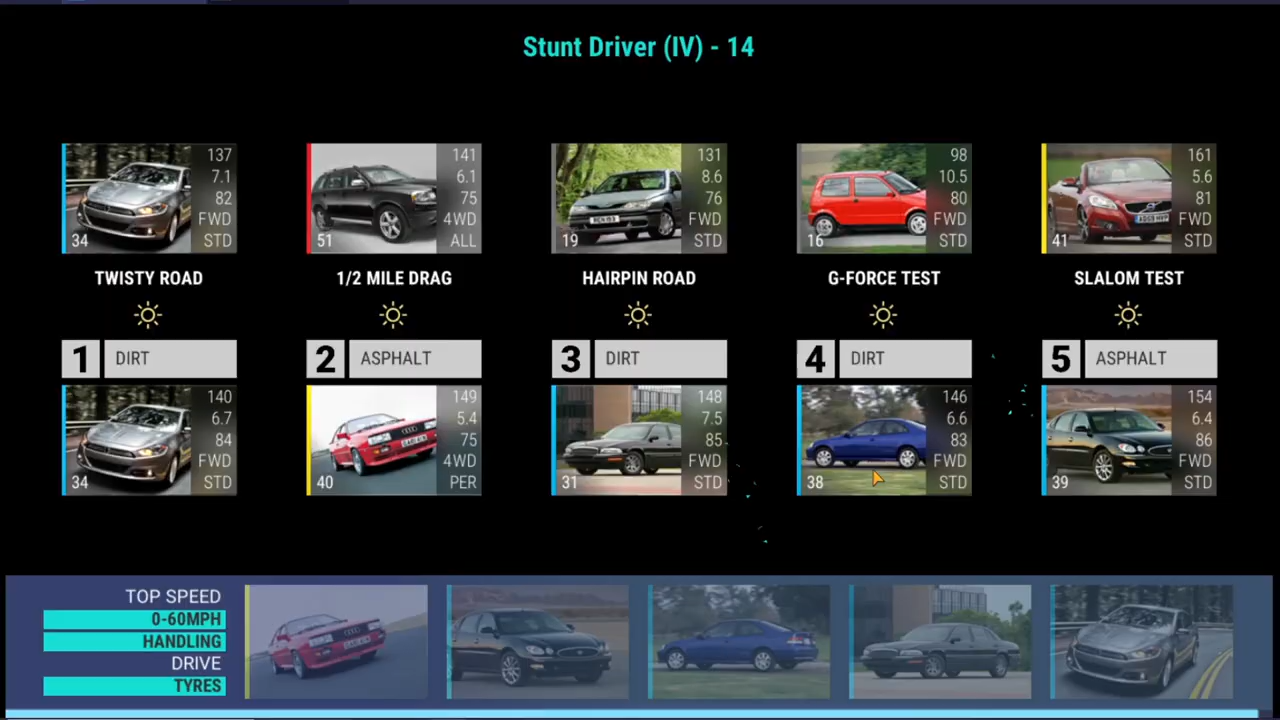 Stunt Driver (IV) - 14
137
7.1
82
FWD
STD
34
141
6.1
75
4WD
ALL
51
131
8.6
76
FWD
STD
19
98
10.5
80
FWD
STD
16
161
5.6
81
FWD
STD
41
TWISTY ROAD
1/2 MILE DRAG
HAIRPIN ROAD
G-FORCE TEST
SLALOM TEST
1 DIRT
2 ASPHALT
3 DIRT
4 DIRT
5 ASPHALT
140
6.7
84
FWD
STD
34
149
5.4
75
4WD
PER
40
148
7.5
85
FWD
STD
31
146
6.6
83
FWD
STD
38
154
6.4
86
FWD
STD
39
TOP SPEED
0-60MPH
HANDLING
DRIVE
TYRES